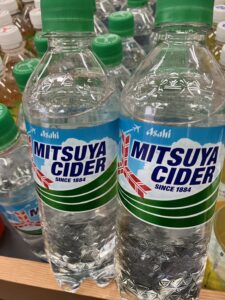 Asahi
MITSUYA
CIDER
SINCE 1884
Asahi
MITSUYA
CIDER
SINCE 1884